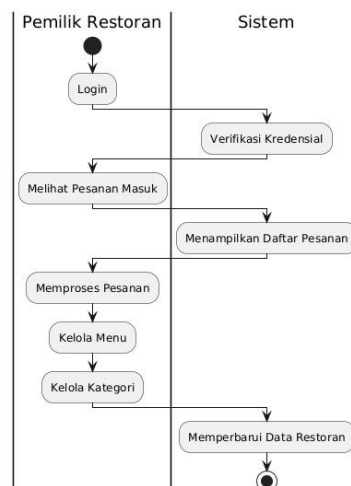 Pemilik Restoran
Sistem
Login
Verifikasi Kredensial
Melihat Pesanan Masuk
Menampilkan Daftar Pesanan
Memproses Pesanan
Kelola Menu
Kelola Kategori
Memperbarui Data Restoran